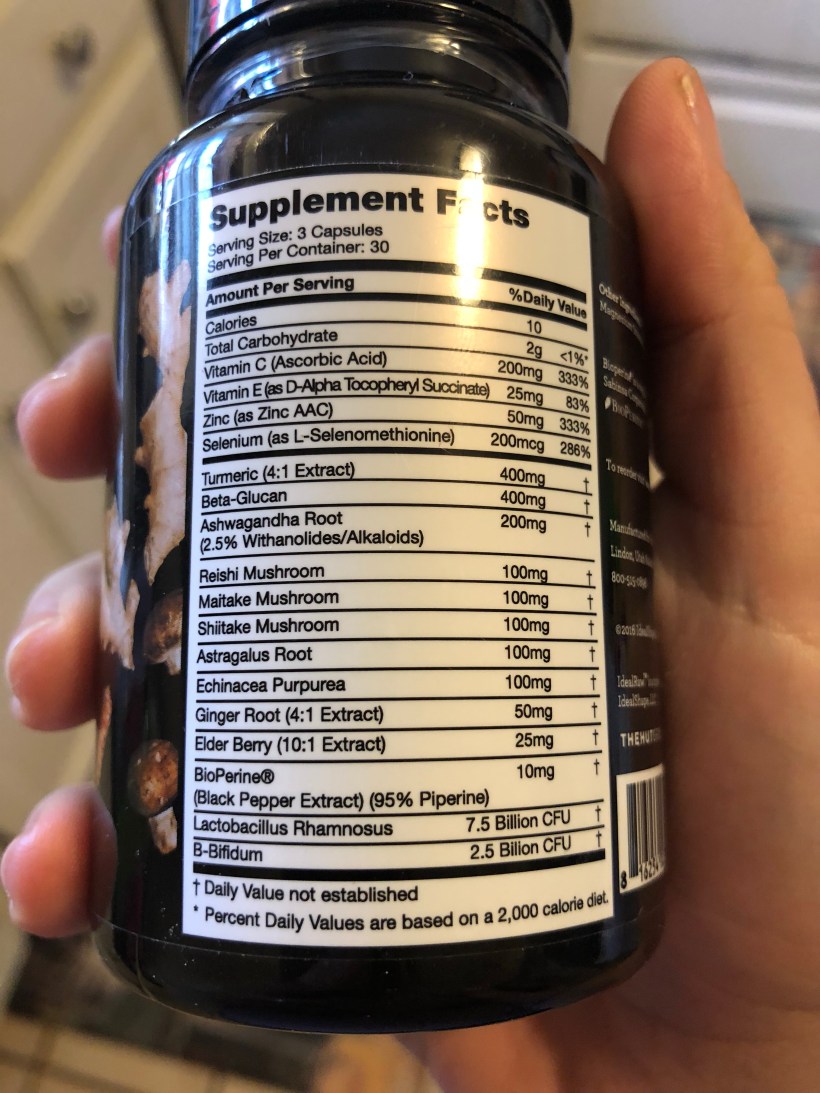 Supplement Facts
Serving Size: 3 Capsules
Serving Per Container: 30
Amount Per Serving %Daily Value
Calories 10
Total Carbohydrate 2g <1%*
Vitamin C (Ascorbic Acid) 200mg 333%
Vitamin E (as D-Alpha Tocopheryl Succinate) 25mg 83%
Zinc (as Zinc AAC) 50mg 333%
Selenium (as L-Selenomethionine) 200mcg 286%
Turmeric (4:1 Extract) 400mg †
Beta-Glucan 400mg †
Ashwagandha Root 200mg †
(2.5% Withanolides/Alkaloids)
Reishi Mushroom 100mg †
Maitake Mushroom 100mg †
Shiitake Mushroom 100mg †
Astragalus Root 100mg †
Echinacea Purpurea 100mg †
Ginger Root (4:1 Extract) 50mg †
Elder Berry (10:1 Extract) 25mg †
BioPerine® 10mg †
(Black Pepper Extract) (95% Piperine)
Lactobacillus Rhamnosus 7.5 Billion CFU †
B-Bifidum 2.5 Bilion CFU †
† Daily Value not established
* Percent Daily Values are based on a 2,000 calorie diet.
Other
To reorder
Lindon,
©2016
THEHUT